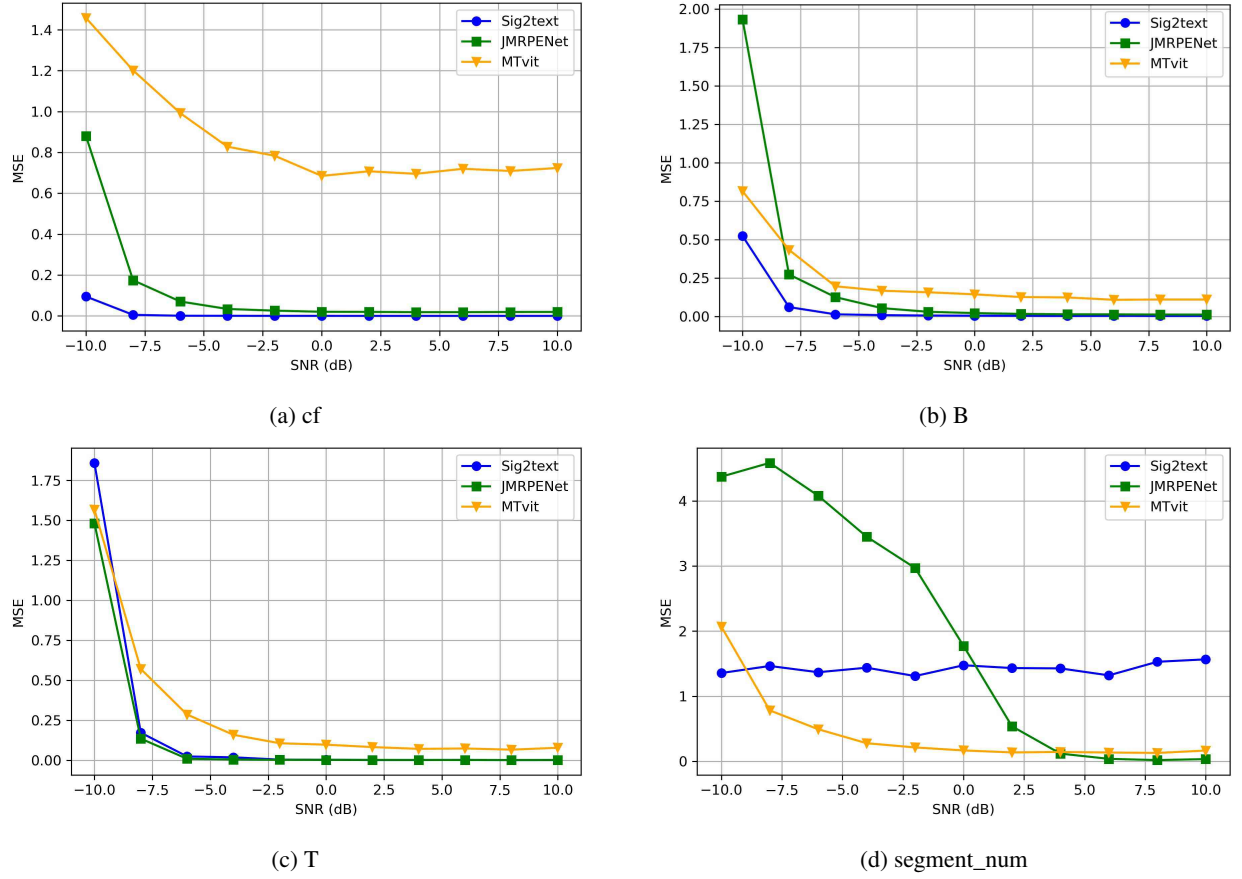 1.4
1.2
1.0
0.8
0.6
0.4
0.2
0.0
MSE
Sig2text
JMRPENet
MTvit
−10.0 −7.5 −5.0 −2.5 0.0 2.5 5.0 7.5 10.0
SNR (dB)
(a) cf
2.00
1.75
1.50
1.25
1.00
0.75
0.50
0.25
0.00
MSE
Sig2text
JMRPENet
MTvit
−10.0 −7.5 −5.0 −2.5 0.0 2.5 5.0 7.5 10.0
SNR (dB)
(b) B
1.75
1.50
1.25
1.00
0.75
0.50
0.25
0.00
MSE
Sig2text
JMRPENet
MTvit
−10.0 −7.5 −5.0 −2.5 0.0 2.5 5.0 7.5 10.0
SNR (dB)
(c) T
4
3
2
1
0
MSE
Sig2text
JMRPENet
MTvit
−10.0 −7.5 −5.0 −2.5 0.0 2.5 5.0 7.5 10.0
SNR (dB)
(d) segment_num